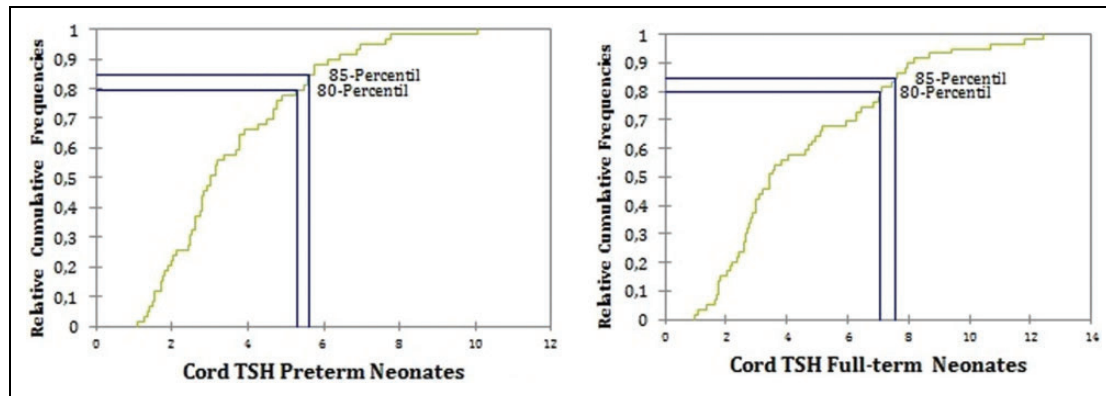 1
0,9
0,8
0,7
0,6
0,5
0,4
0,3
0,2
0,1
0
Relative Cumulative Frequencies
85-Percentil
80-Percentil
0 2 4 6 8 10 12
Cord TSH Preterm Neonates
1
0,9
0,8
0,7
0,6
0,5
0,4
0,3
0,2
0,1
0
Relative Cumulative Frequencies
85-Percentil
80-Percentil
0 2 4 6 8 10 12 14
Cord TSH Full-term Neonates